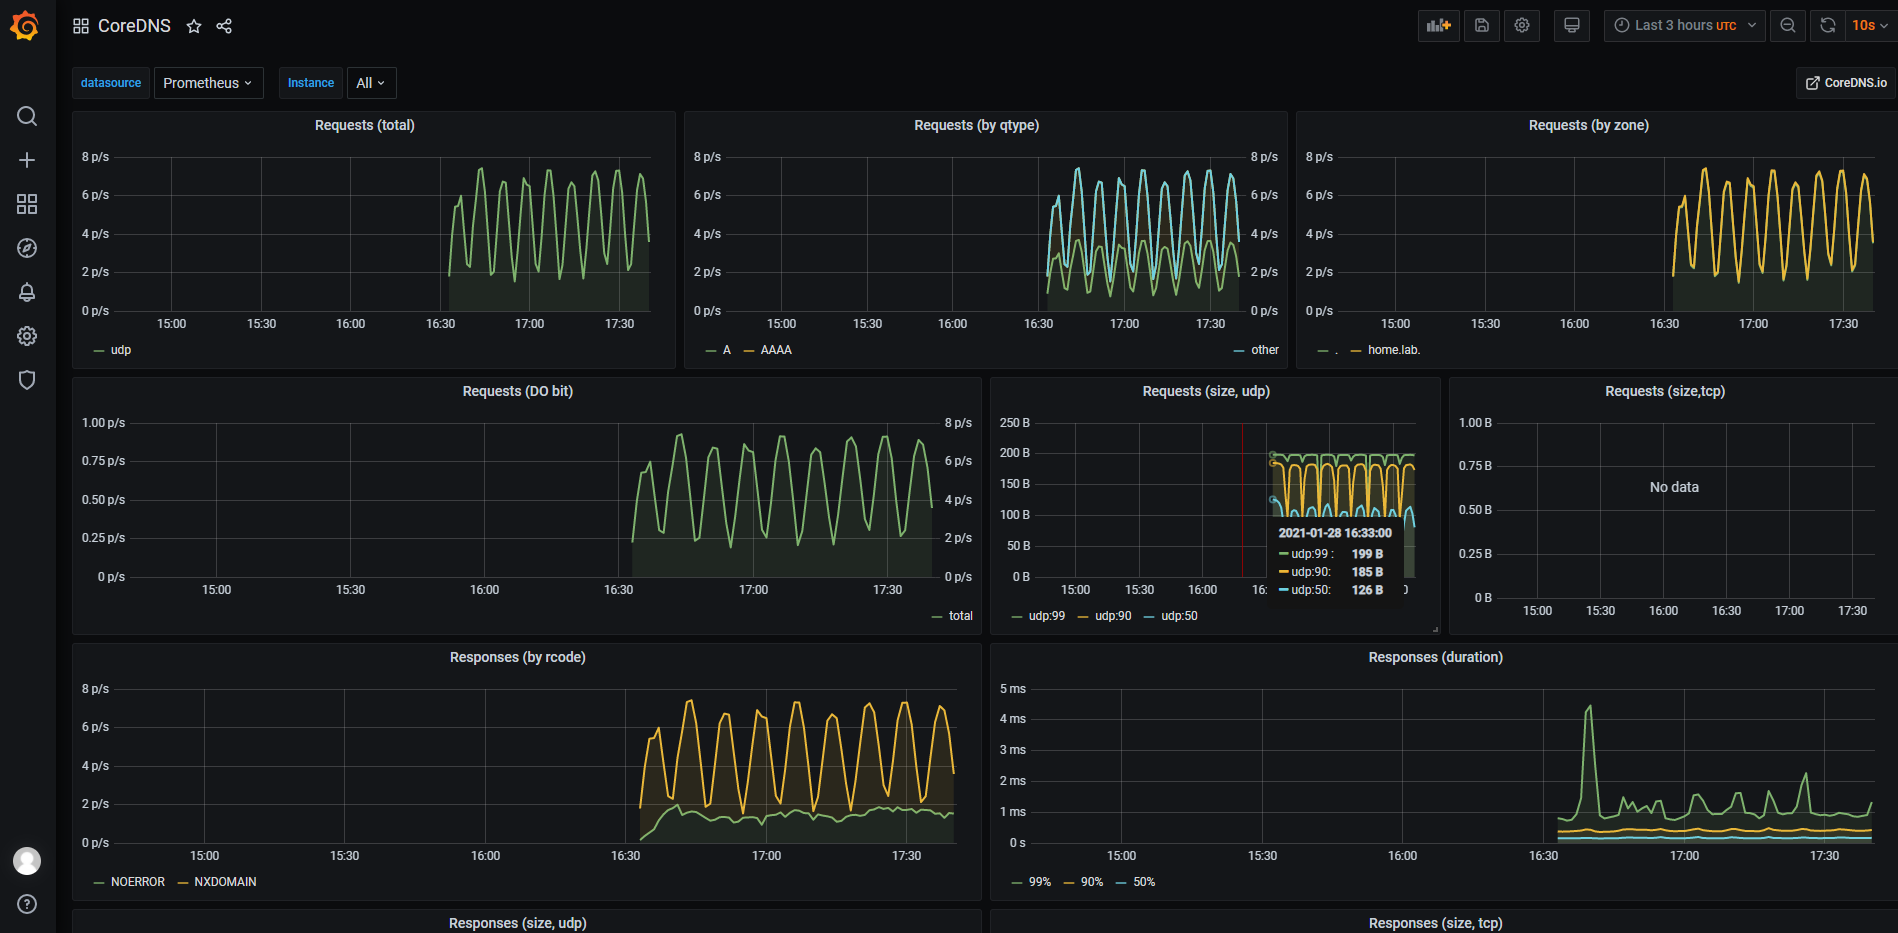 CoreDNS
Last 3 hours UTC
10s
datasource Prometheus Instance All
CoreDNS.io
Requests (total)
8 p/s
6 p/s
4 p/s
2 p/s
0 p/s
15:00 15:30 16:00 16:30 17:00 17:30
udp
Requests (by qtype)
8 p/s 8 p/s
6 p/s 6 p/s
4 p/s 4 p/s
2 p/s 2 p/s
0 p/s 0 p/s
15:00 15:30 16:00 16:30 17:00 17:30
A AAAA other
Requests (by zone)
8 p/s
6 p/s
4 p/s
2 p/s
0 p/s
15:00 15:30 16:00 16:30 17:00 17:30
. home.lab.
Requests (DO bit)
1.00 p/s 8 p/s
0.75 p/s 6 p/s
0.50 p/s 4 p/s
0.25 p/s 2 p/s
0 p/s 0 p/s
15:00 15:30 16:00 16:30 17:00 17:30
total
Requests (size, udp)
250 B
200 B
150 B
100 B
50 B
0 B
15:00 15:30 16:00 16:
2021-01-28 16:33:00
udp:99 : 199 B
udp:90: 185 B
udp:50: 126 B
udp:99 udp:90 udp:50
Requests (size,tcp)
1.00 B
0.75 B
0.50 B
0.25 B
0 B
No data
15:00 15:30 16:00 16:30 17:00 17:30
Responses (by rcode)
8 p/s
6 p/s
4 p/s
2 p/s
0 p/s
15:00 15:30 16:00 16:30 17:00 17:30
NOERROR NXDOMAIN
Responses (duration)
5 ms
4 ms
3 ms
2 ms
1 ms
0 s
15:00 15:30 16:00 16:30 17:00 17:30
99% 90% 50%
Responses (size, udp)
Responses (size, tcp)